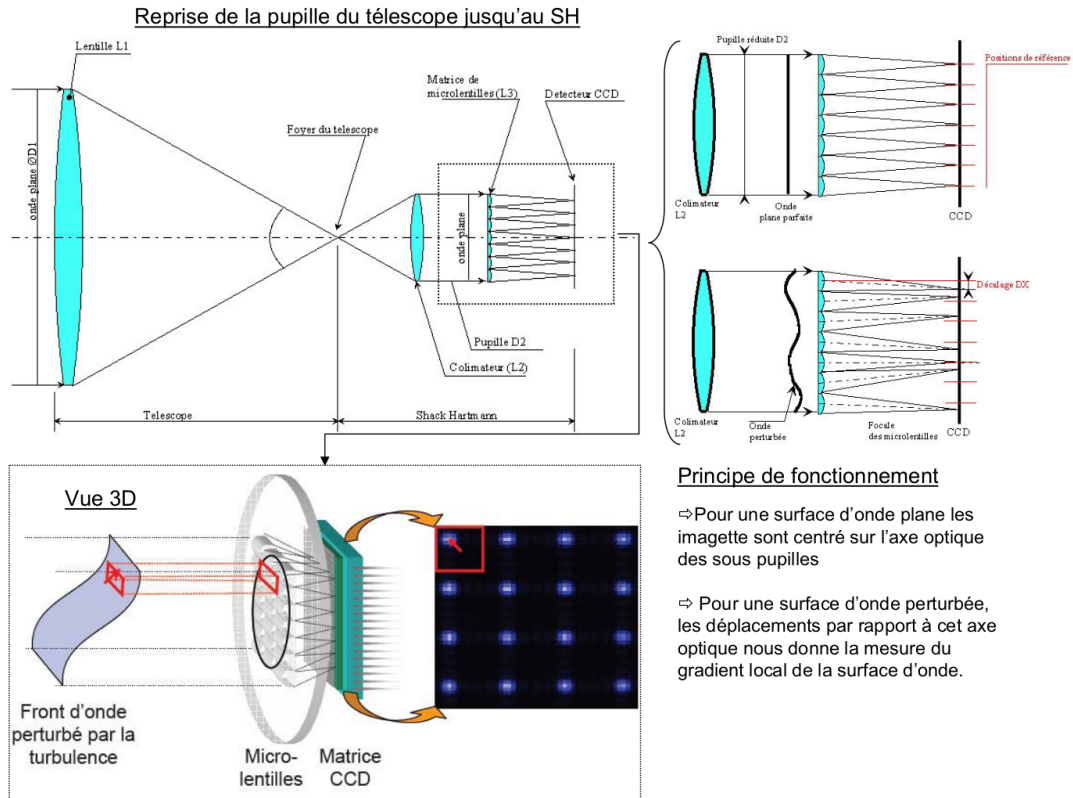 Reprise de la pupille du télescope jusqu'au SH
Lentille L1
onde plane ØD1
Foyer du telescope
Matrice de
microlentilles (L3)
Detecteur CCD
onde plane
Pupille D2
Colimateur (L2)
Telescope
Shack Hartmann
Pupille réduite D2
Positions de référence
Colimateur
L2
Onde
plane parfaite
CCD
Décalage DX
Colimateur
L2
Onde
perturbée
Focale
des microlentilles
CCD
Vue 3D
Front d'onde
perturbé par la
turbulence
Micro-
lentilles
Matrice
CCD
Principe de fonctionnement
⇨Pour une surface d'onde plane les
imagette sont centré sur l'axe optique
des sous pupilles
⇨ Pour une surface d'onde perturbée,
les déplacements par rapport à cet axe
optique nous donne la mesure du
gradient local de la surface d'onde.